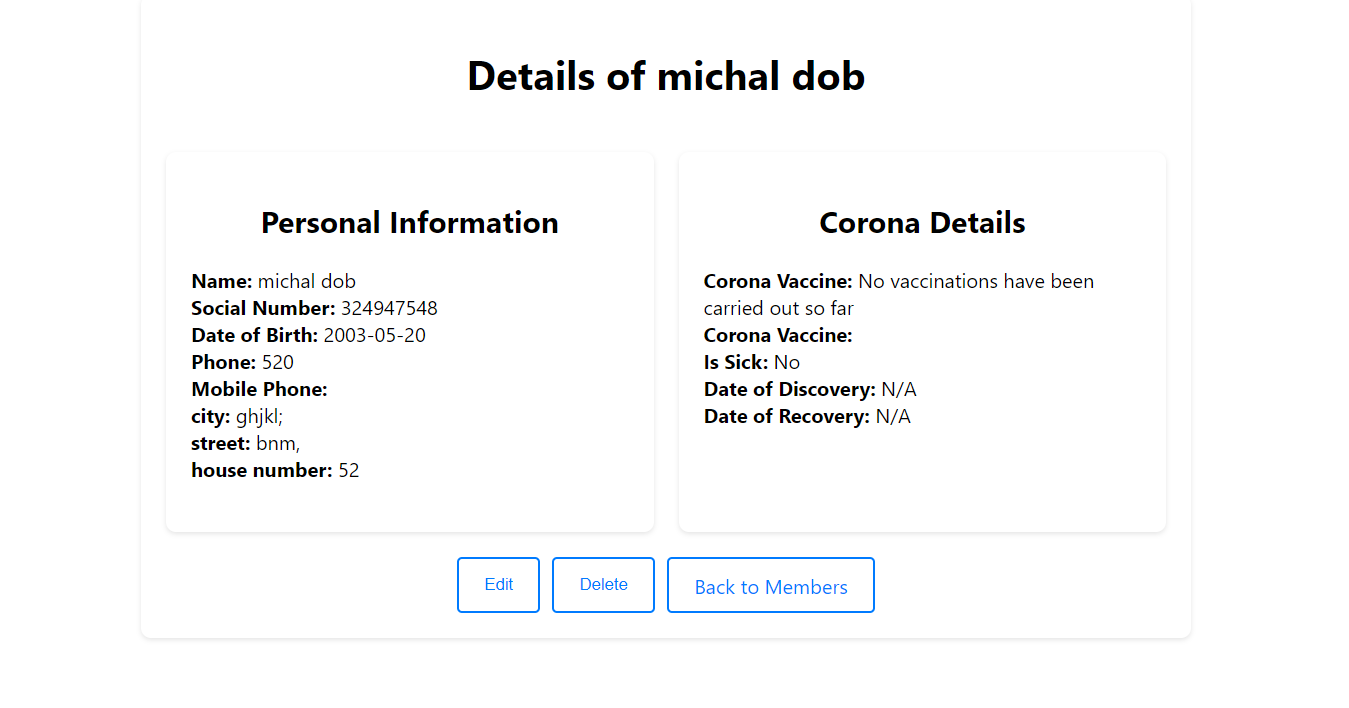 Details of michal dob
Personal Information
Name: michal dob
Social Number: 324947548
Date of Birth: 2003-05-20
Phone: 520
Mobile Phone:
city: ghjkl;
street: bnm,
house number: 52
Corona Details
Corona Vaccine: No vaccinations have been
carried out so far
Corona Vaccine:
Is Sick: No
Date of Discovery: N/A
Date of Recovery: N/A
Edit
Delete
Back to Members